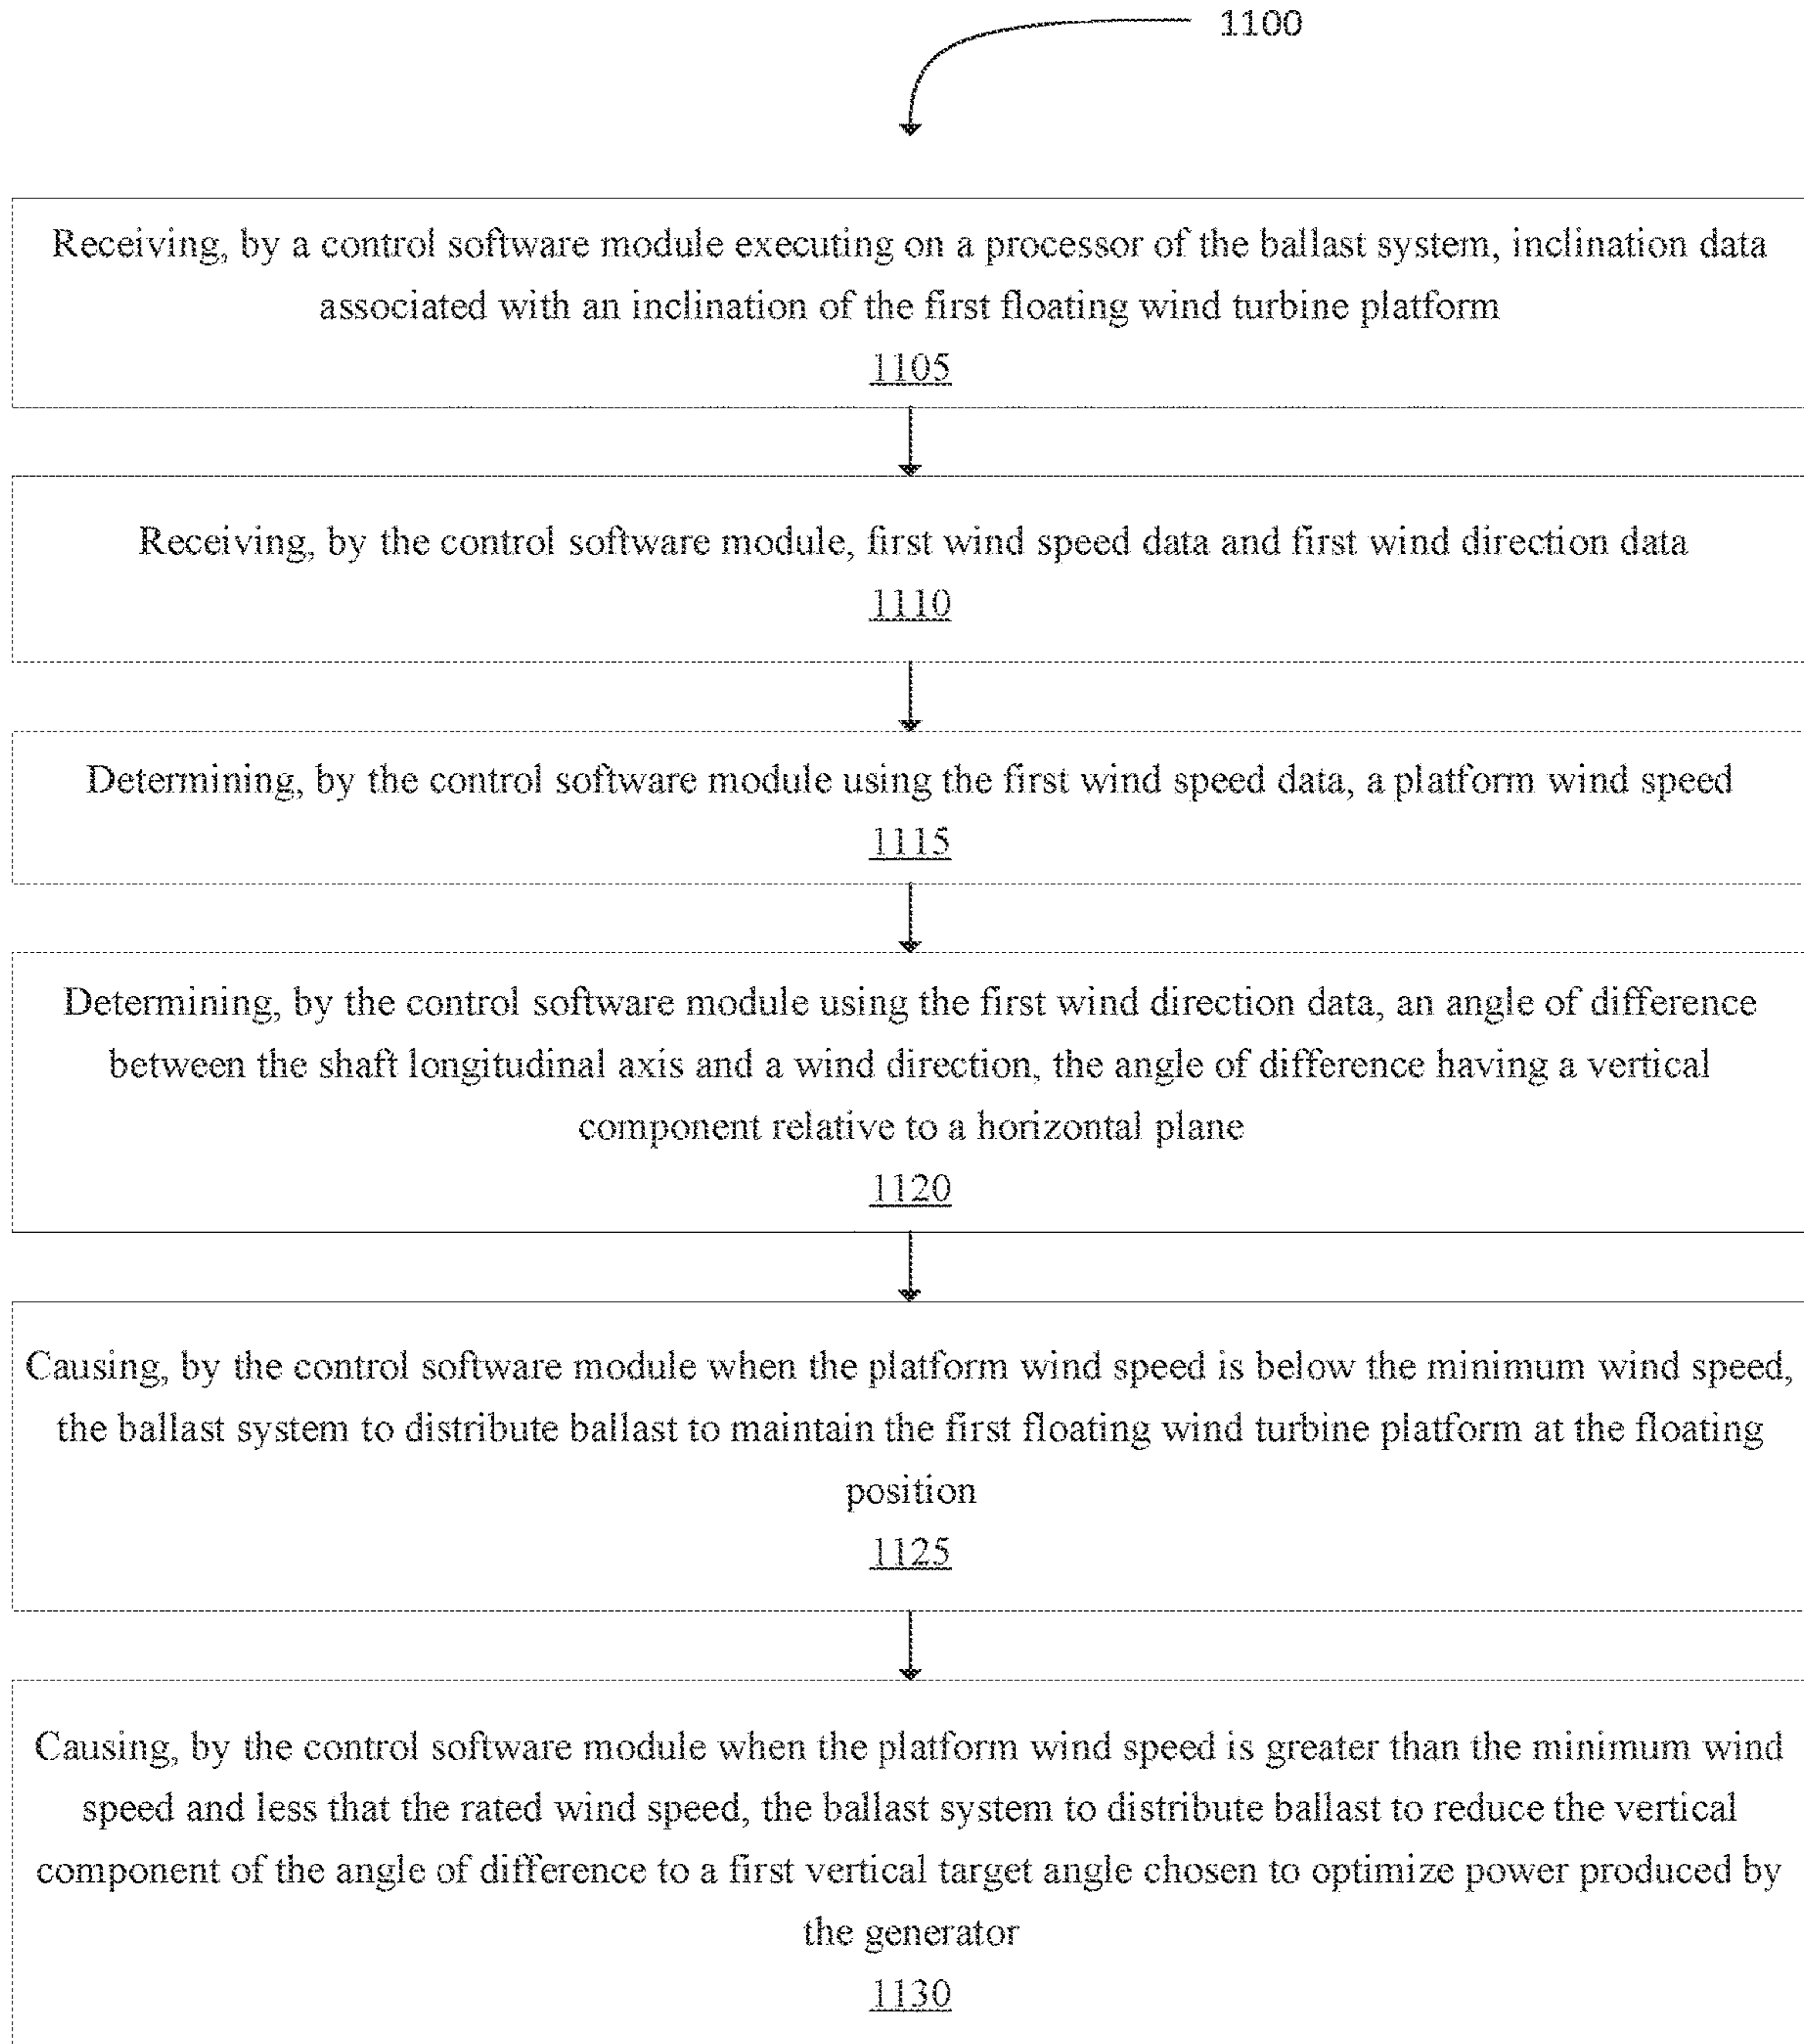 1100
Receiving, by a control software module executing on a processor of the ballast system, inclination data
associated with an inclination of the first floating wind turbine platform
1105
Receiving, by the control software module, first wind speed data and first wind direction data
1110
Determining, by the control software module using the first wind speed data, a platform wind speed
1115
Determining, by the control software module using the first wind direction data, an angle of difference
between the shaft longitudinal axis and a wind direction, the angle of difference having a vertical
component relative to a horizontal plane
1120
Causing, by the control software module when the platform wind speed is below the minimum wind speed,
the ballast system to distribute ballast to maintain the first floating wind turbine platform at the floating
position
1125
Causing, by the control software module when the platform wind speed is greater than the minimum wind
speed and less that the rated wind speed, the ballast system to distribute ballast to reduce the vertical
component of the angle of difference to a first vertical target angle chosen to optimize power produced by
the generator
1130